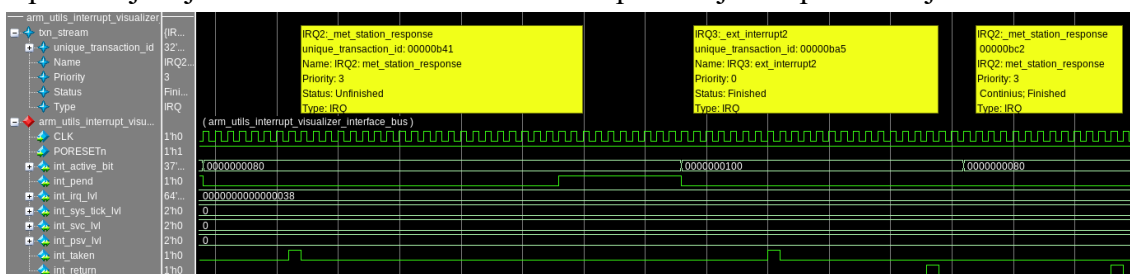 arm_utils_interrupt_visualizer
txn_stream {IR...
unique_transaction_id 32'...
Name IRQ2...
Priority 3
Status Fini...
Type IRQ
arm_utils_interrupt_visu...
CLK 1'h0
PORESETn 1'h1
int_active_bit 37'...
int_pend 1'h0
int_irq_lvl 64'...
int_sys_tick_lvl 2'h0
int_svc_lvl 2'h0
int_psv_lvl 2'h0
int_taken 1'h0
int_return 1'h0
IRQ2:_met_station_response
unique_transaction_id: 00000b41
Name: IRQ2: met_station_response
Priority: 3
Status: Unfinished
Type: IRQ
IRQ3:_ext_interrupt2
unique_transaction_id: 00000ba5
Name: IRQ3: ext_interrupt2
Priority: 0
Status: Finished
Type: IRQ
IRQ2:_met_station_response
00000bc2
IRQ2: met_station_response
Priority: 3
Continius; Finished
Type: IRQ
( arm_utils_interrupt_visualizer_interface_bus )
0000000080 0000000100 0000000080
0000000000000038
0
0
0